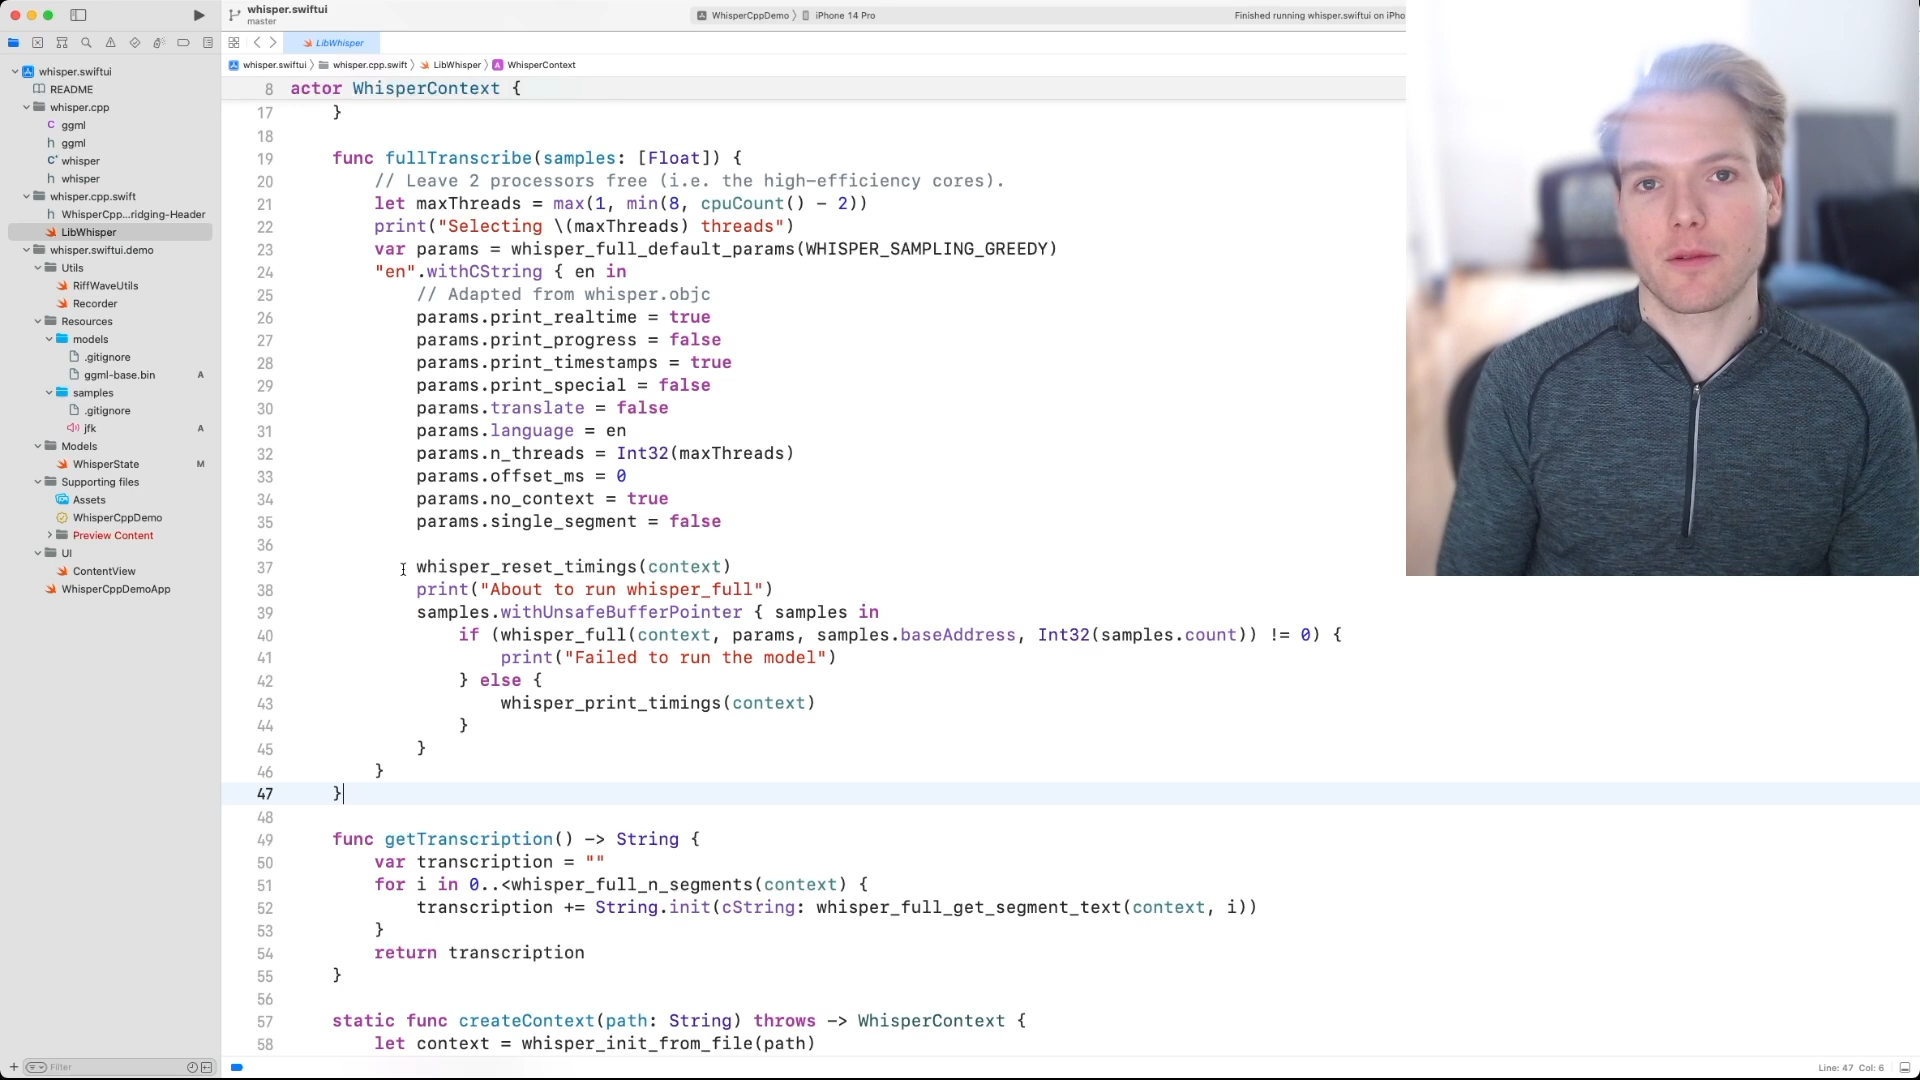 whisper.swiftui
master
WhisperCppDemo
iPhone 14 Pro
Finished running whisper.swiftui on iPho
LibWhisper
whisper.swiftui
whisper.cpp.swift
LibWhisper
WhisperContext
whisper.swiftui
README
whisper.cpp
ggml
ggml
whisper
whisper
whisper.cpp.swift
WhisperCpp...ridging-Header
LibWhisper
whisper.swiftui.demo
Utils
RiffWaveUtils
Recorder
Resources
models
.gitignore
ggml-base.bin A
samples
.gitignore
jfk A
Models
WhisperState M
Supporting files
Assets
WhisperCppDemo
Preview Content
UI
ContentView
WhisperCppDemoApp
Filter
8 actor WhisperContext {
17 }
18
19 func fullTranscribe(samples: [Float]) {
20 // Leave 2 processors free (i.e. the high-efficiency cores).
21 let maxThreads = max(1, min(8, cpuCount() - 2))
22 print("Selecting \(maxThreads) threads")
23 var params = whisper_full_default_params(WHISPER_SAMPLING_GREEDY)
24 "en".withCString { en in
25 // Adapted from whisper.objc
26 params.print_realtime = true
27 params.print_progress = false
28 params.print_timestamps = true
29 params.print_special = false
30 params.translate = false
31 params.language = en
32 params.n_threads = Int32(maxThreads)
33 params.offset_ms = 0
34 params.no_context = true
35 params.single_segment = false
36
37 whisper_reset_timings(context)
38 print("About to run whisper_full")
39 samples.withUnsafeBufferPointer { samples in
40 if (whisper_full(context, params, samples.baseAddress, Int32(samples.count)) != 0) {
41 print("Failed to run the model")
42 } else {
43 whisper_print_timings(context)
44 }
45 }
46 }
47 }
48
49 func getTranscription() -> String {
50 var transcription = ""
51 for i in 0..<whisper_full_n_segments(context) {
52 transcription += String.init(cString: whisper_full_get_segment_text(context, i))
53 }
54 return transcription
55 }
56
57 static func createContext(path: String) throws -> WhisperContext {
58 let context = whisper_init_from_file(path)
Line: 47 Col: 6